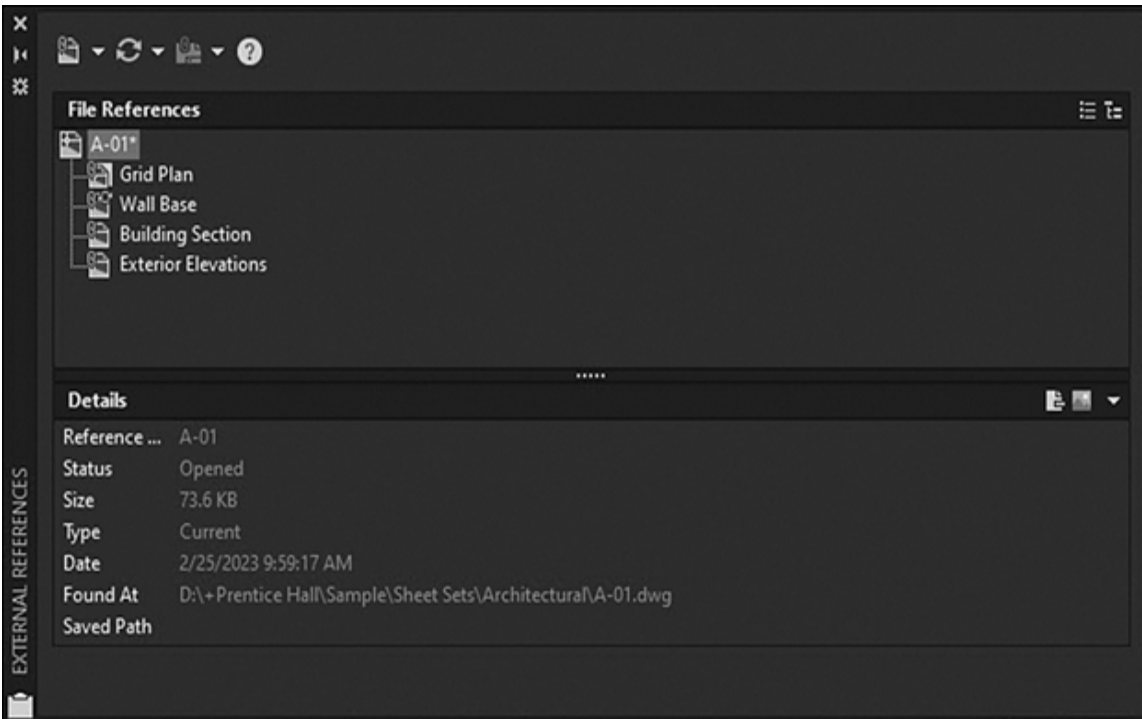 File References
A-01*
Grid Plan
Wall Base
Building Section
Exterior Elevations
Details
Reference ... A-01
Status Opened
Size 73.6 KB
Type Current
Date 2/25/2023 9:59:17 AM
Found At D:\+Prentice Hall\Sample\Sheet Sets\Architectural\A-01.dwg
Saved Path
EXTERNAL REFERENCES